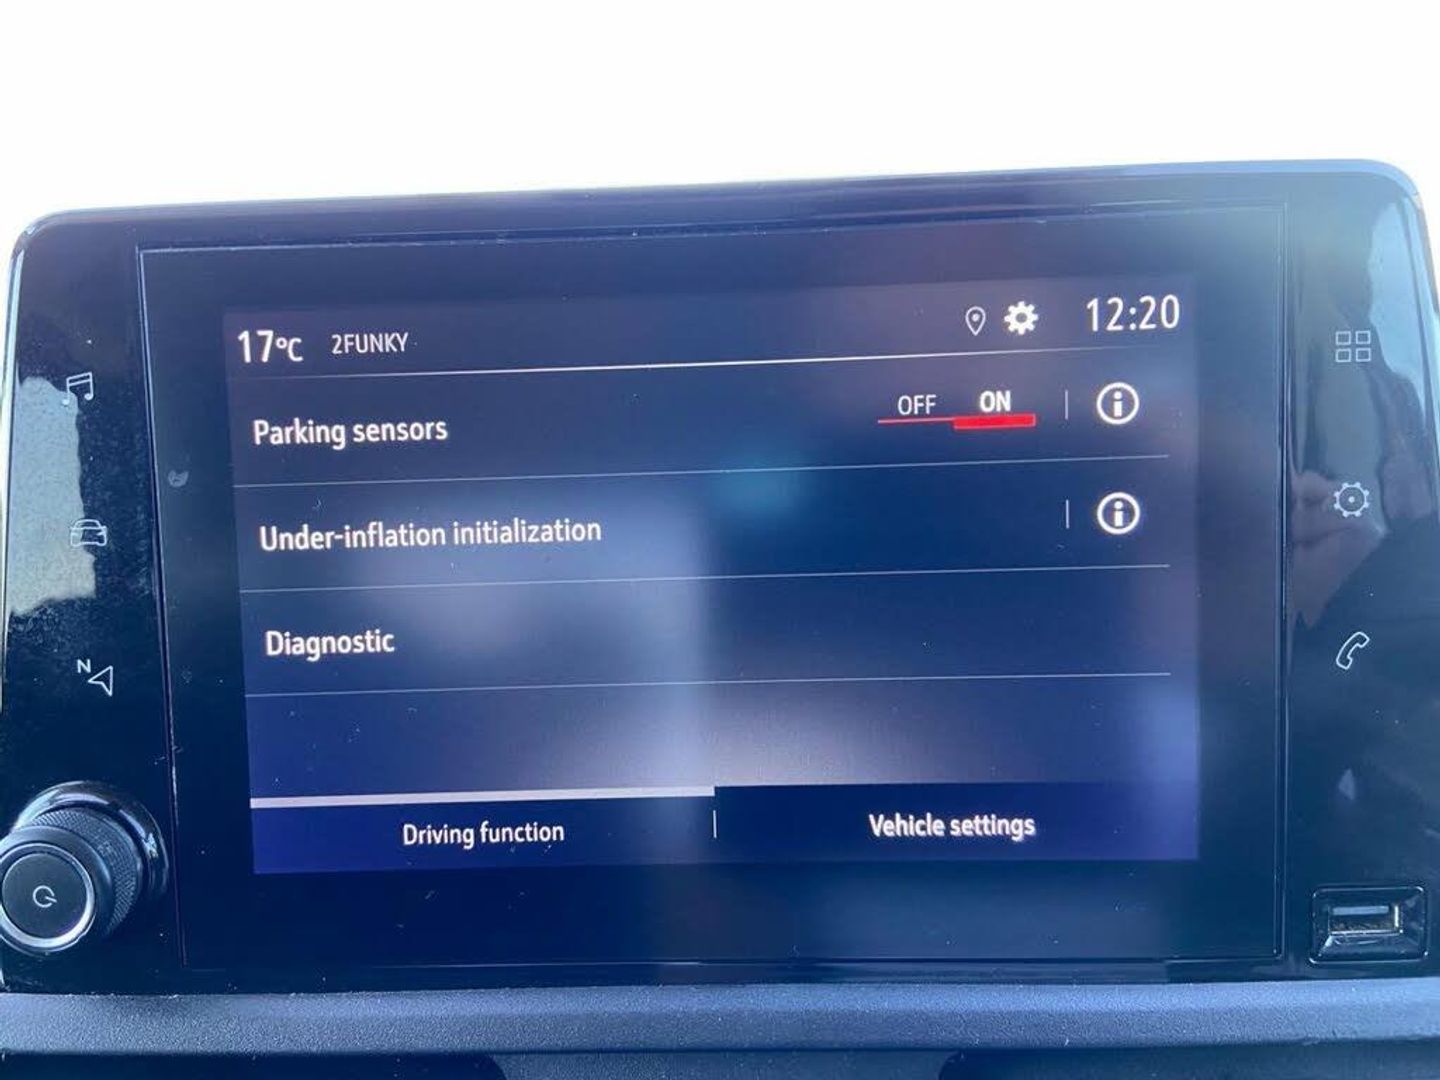 17°C 2FUNKY 12:20
Parking sensors OFF ON
Under-inflation initialization
Diagnostic
Driving function Vehicle settings
N